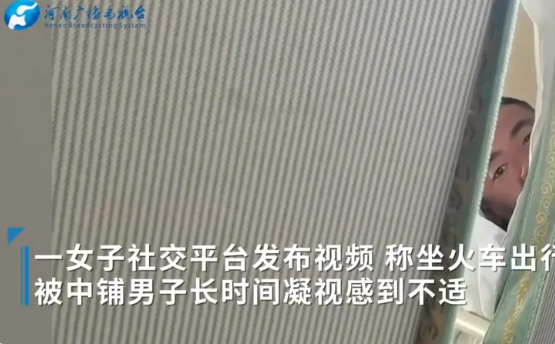 河南广播电视台
Henan Broadcasting System
一女子社交平台发布视频 称坐火车出行
被中铺男子长时间凝视感到不适